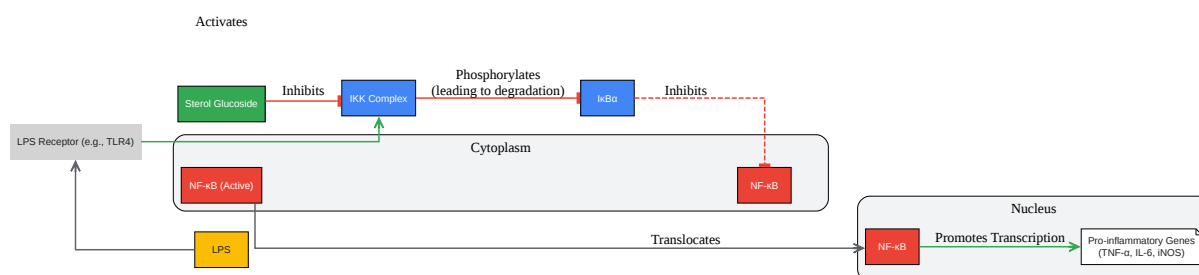 Activates
Sterol Glucoside
Inhibits
IKK Complex
Phosphorylates
(leading to degradation)
IκBα
Inhibits
LPS Receptor (e.g., TLR4)
Cytoplasm
NF-κB (Active)
NF-κB
LPS
Translocates
Nucleus
NF-κB
Promotes Transcription
Pro-inflammatory Genes
(TNF-α, IL-6, iNOS)